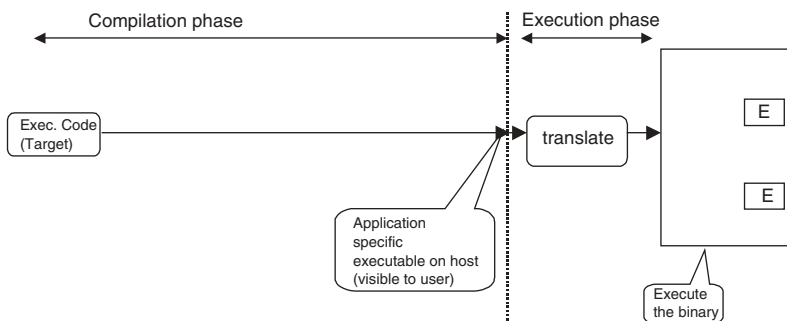 Compilation phase
Execution phase
Exec. Code
(Target)
translate
E
E
Application
specific
executable on host
(visible to user)
Execute
the binary